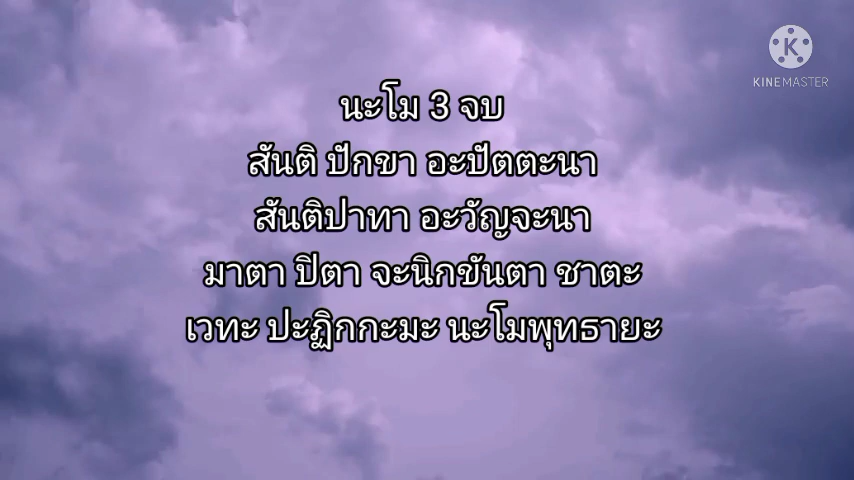 KINEMASTER
นะโม 3 จบ
สันติ ปักขา อะปัตตะนา
สันติปาทา อะวัญจะนา
มาตา ปิตา จะนิกขันตา ชาตะ
เวทะ ปะฏิกกะมะ นะโมพุทธายะ